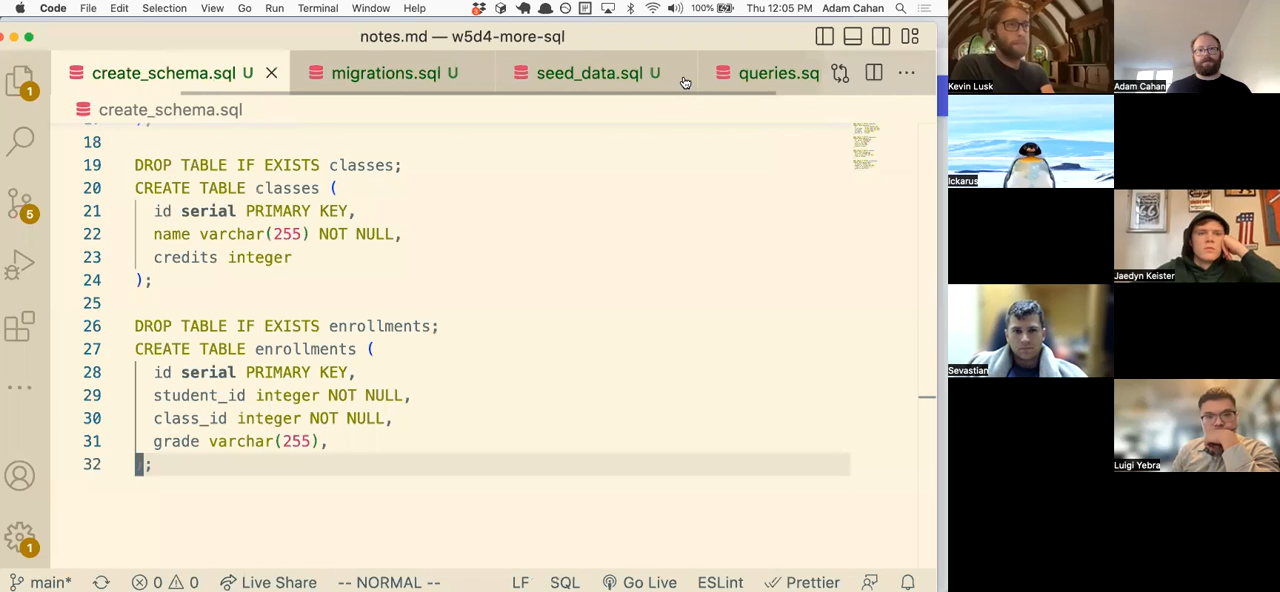 Code File Edit Selection View Go Run Terminal Window Help 100% Thu 12:05 PM Adam Cahan
notes.md — w5d4-more-sql
create_schema.sql U migrations.sql U seed_data.sql U queries.sq
create_schema.sql
18
19 DROP TABLE IF EXISTS classes;
20 CREATE TABLE classes (
21 id serial PRIMARY KEY,
22 name varchar(255) NOT NULL,
23 credits integer
24 );
25
26 DROP TABLE IF EXISTS enrollments;
27 CREATE TABLE enrollments (
28 id serial PRIMARY KEY,
29 student_id integer NOT NULL,
30 class_id integer NOT NULL,
31 grade varchar(255),
32 );
1
5
1
main* 0 0 Live Share -- NORMAL -- LF SQL Go Live ESLint Prettier
Kevin Lusk
Adam Cahan
Ickarus
Jaedyn Keister
Sevastian
Luigi Yebra
66